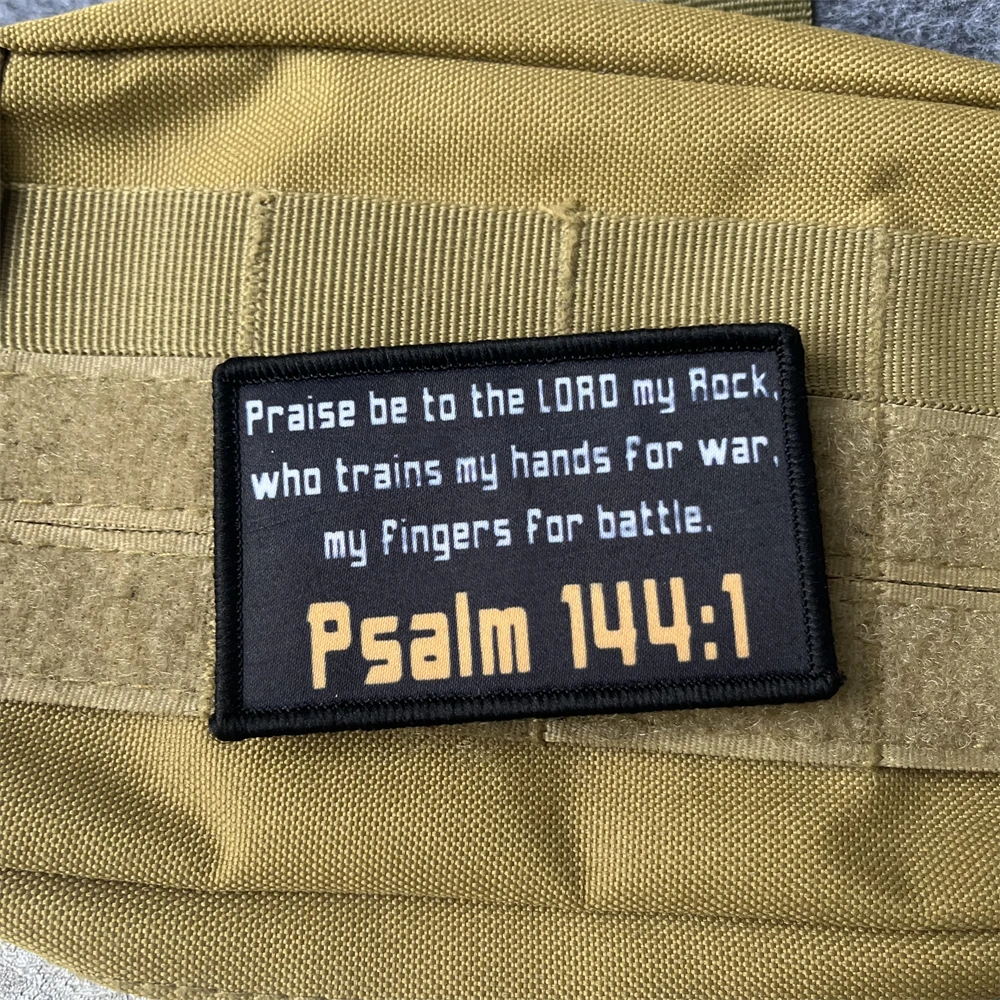 Praise be to the LORD my Rock,
who trains my hands for war,
my fingers for battle.
Psalm 144:1